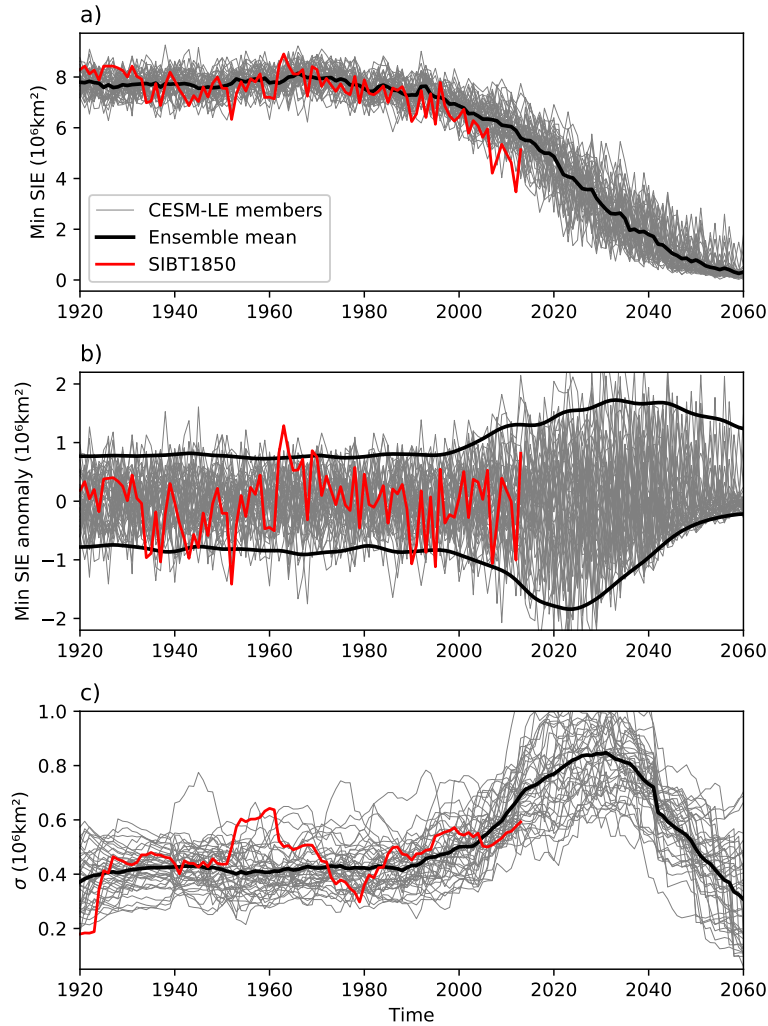 a)
Min SIE (10⁶km²)
8
6
4
2
0
CESM-LE members
Ensemble mean
SIBT1850
1920 1940 1960 1980 2000 2020 2040 2060
b)
Min SIE anomaly (10⁶km²)
2
1
0
−1
−2
1920 1940 1960 1980 2000 2020 2040 2060
c)
σ (10⁶km²)
1.0
0.8
0.6
0.4
0.2
1920 1940 1960 1980 2000 2020 2040 2060
Time